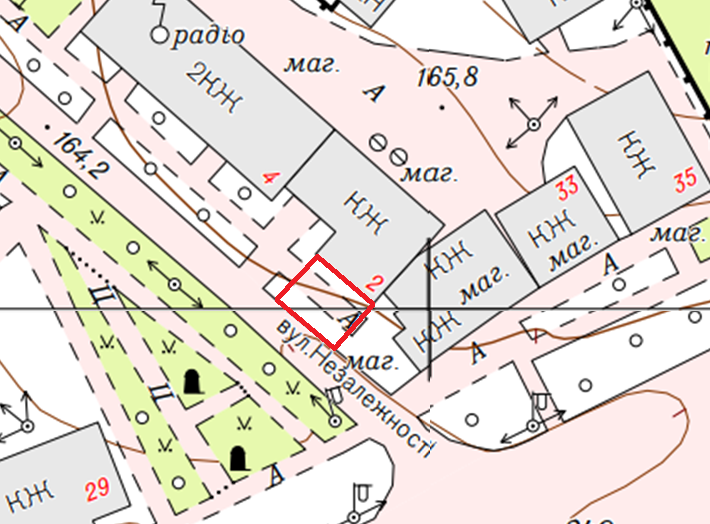 А
радіо
маг.
2КЖ
А
165,8
164,2
4
маг.
КЖ
КЖ
33
35
КЖ
маг.
маг.
КЖ
маг.
А
2
А
КЖ
вул.Незалежності
маг.
А
А
КЖ
29